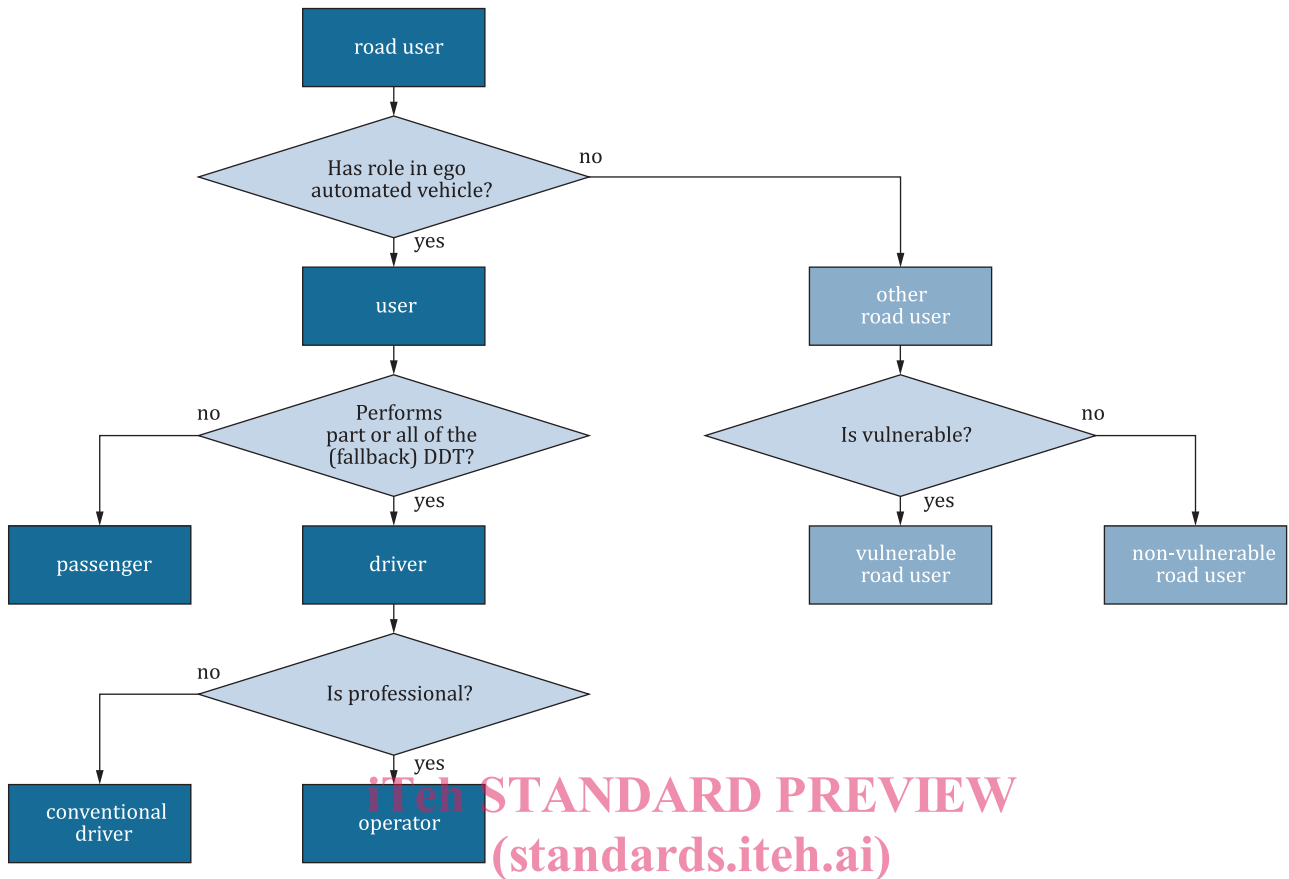 road user
Has role in ego
automated vehicle?
no
yes
user
other
road user
no
Performs
part or all of the
(fallback) DDT?
Is vulnerable?
no
yes
yes
passenger
driver
vulnerable
road user
non-vulnerable
road user
no
Is professional?
yes
conventional
driver
operator
iTeh STANDARD PREVIEW
(standards.iteh.ai)